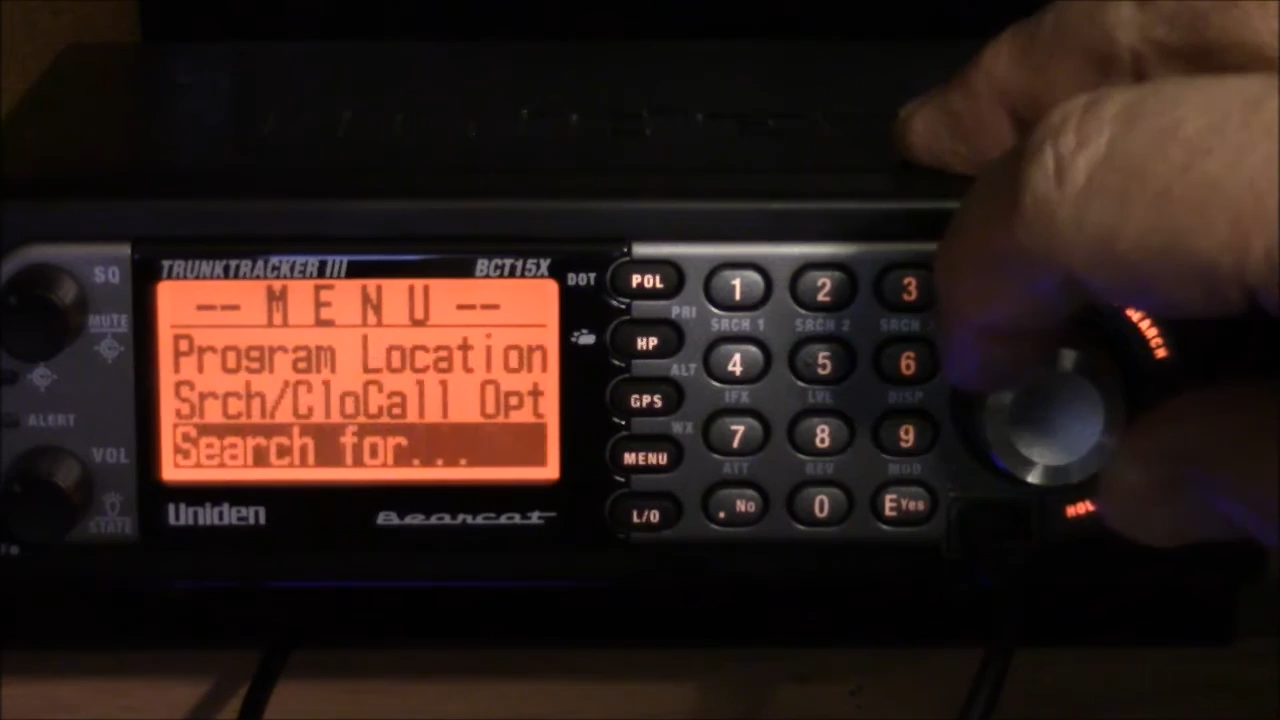 SQ
MUTE
ALERT
VOL
STATE
TRUNKTRACKER III
BCT15X
-- M E N U --
Program Location
Srch/CloCall Opt
Search for...
Uniden
Bearcat
DOT
POL
PRI
HP
ALT
GPS
WX
MENU
L/O
1 2 3
SRCH 1 SRCH 2 SRCH
4 5 6
IFX LVL DISP
7 8 9
ATT REV MOD
. No 0 E Yes
SEARCH